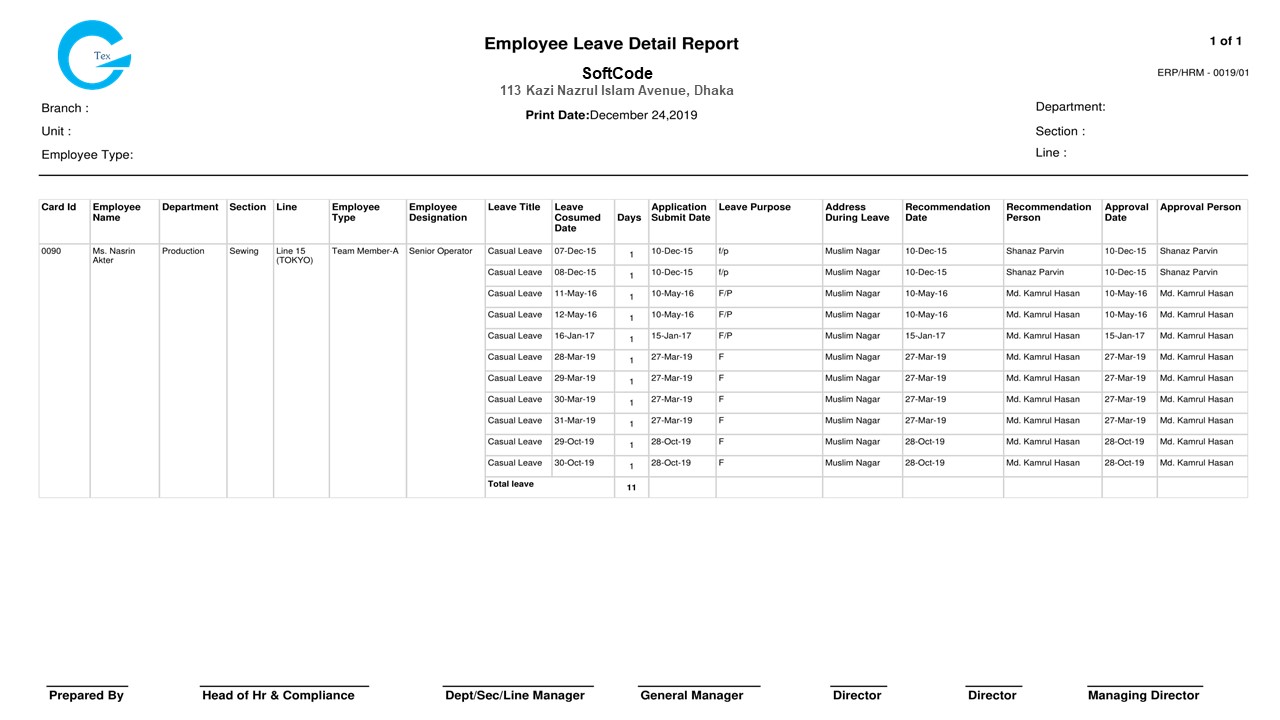 Tex
Employee Leave Detail Report
1 of 1
SoftCode
ERP/HRM - 0019/01
113 Kazi Nazrul Islam Avenue, Dhaka
Branch :
Print Date:December 24,2019
Department:
Unit :
Section :
Employee Type:
Line :
Card Id Employee Name Department Section Line Employee Type Employee Designation Leave Title Leave Cosumed Date Days Application Submit Date Leave Purpose Address During Leave Recommendation Date Recommendation Person Approval Date Approval Person
0090 Ms. Nasrin Akter Production Sewing Line 15 (TOKYO) Team Member-A Senior Operator Casual Leave 07-Dec-15 1 10-Dec-15 f/p Muslim Nagar 10-Dec-15 Shanaz Parvin 10-Dec-15 Shanaz Parvin
Casual Leave 08-Dec-15 1 10-Dec-15 f/p Muslim Nagar 10-Dec-15 Shanaz Parvin 10-Dec-15 Shanaz Parvin
Casual Leave 11-May-16 1 10-May-16 F/P Muslim Nagar 10-May-16 Md. Kamrul Hasan 10-May-16 Md. Kamrul Hasan
Casual Leave 12-May-16 1 10-May-16 F/P Muslim Nagar 10-May-16 Md. Kamrul Hasan 10-May-16 Md. Kamrul Hasan
Casual Leave 16-Jan-17 1 15-Jan-17 F/P Muslim Nagar 15-Jan-17 Md. Kamrul Hasan 15-Jan-17 Md. Kamrul Hasan
Casual Leave 28-Mar-19 1 27-Mar-19 F Muslim Nagar 27-Mar-19 Md. Kamrul Hasan 27-Mar-19 Md. Kamrul Hasan
Casual Leave 29-Mar-19 1 27-Mar-19 F Muslim Nagar 27-Mar-19 Md. Kamrul Hasan 27-Mar-19 Md. Kamrul Hasan
Casual Leave 30-Mar-19 1 27-Mar-19 F Muslim Nagar 27-Mar-19 Md. Kamrul Hasan 27-Mar-19 Md. Kamrul Hasan
Casual Leave 31-Mar-19 1 27-Mar-19 F Muslim Nagar 27-Mar-19 Md. Kamrul Hasan 27-Mar-19 Md. Kamrul Hasan
Casual Leave 29-Oct-19 1 28-Oct-19 F Muslim Nagar 28-Oct-19 Md. Kamrul Hasan 28-Oct-19 Md. Kamrul Hasan
Casual Leave 30-Oct-19 1 28-Oct-19 F Muslim Nagar 28-Oct-19 Md. Kamrul Hasan 28-Oct-19 Md. Kamrul Hasan
Total leave 11
Prepared By Head of Hr & Compliance Dept/Sec/Line Manager General Manager Director Director Managing Director